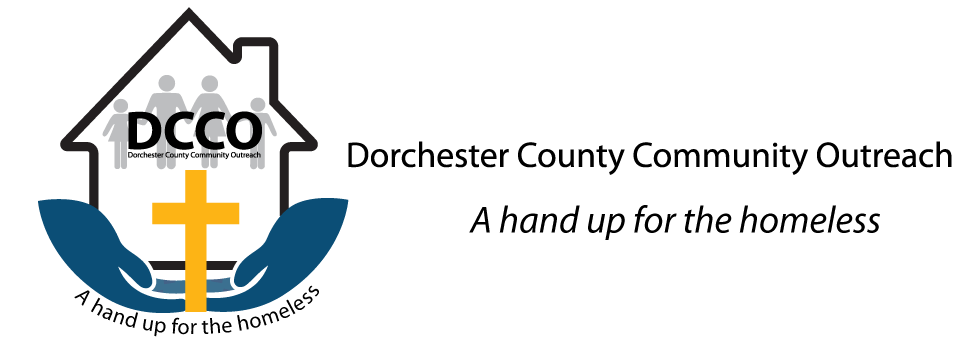 DCCO
Dorchester County Community Outreach
A hand up for the homeless
Dorchester County Community Outreach
A hand up for the homeless